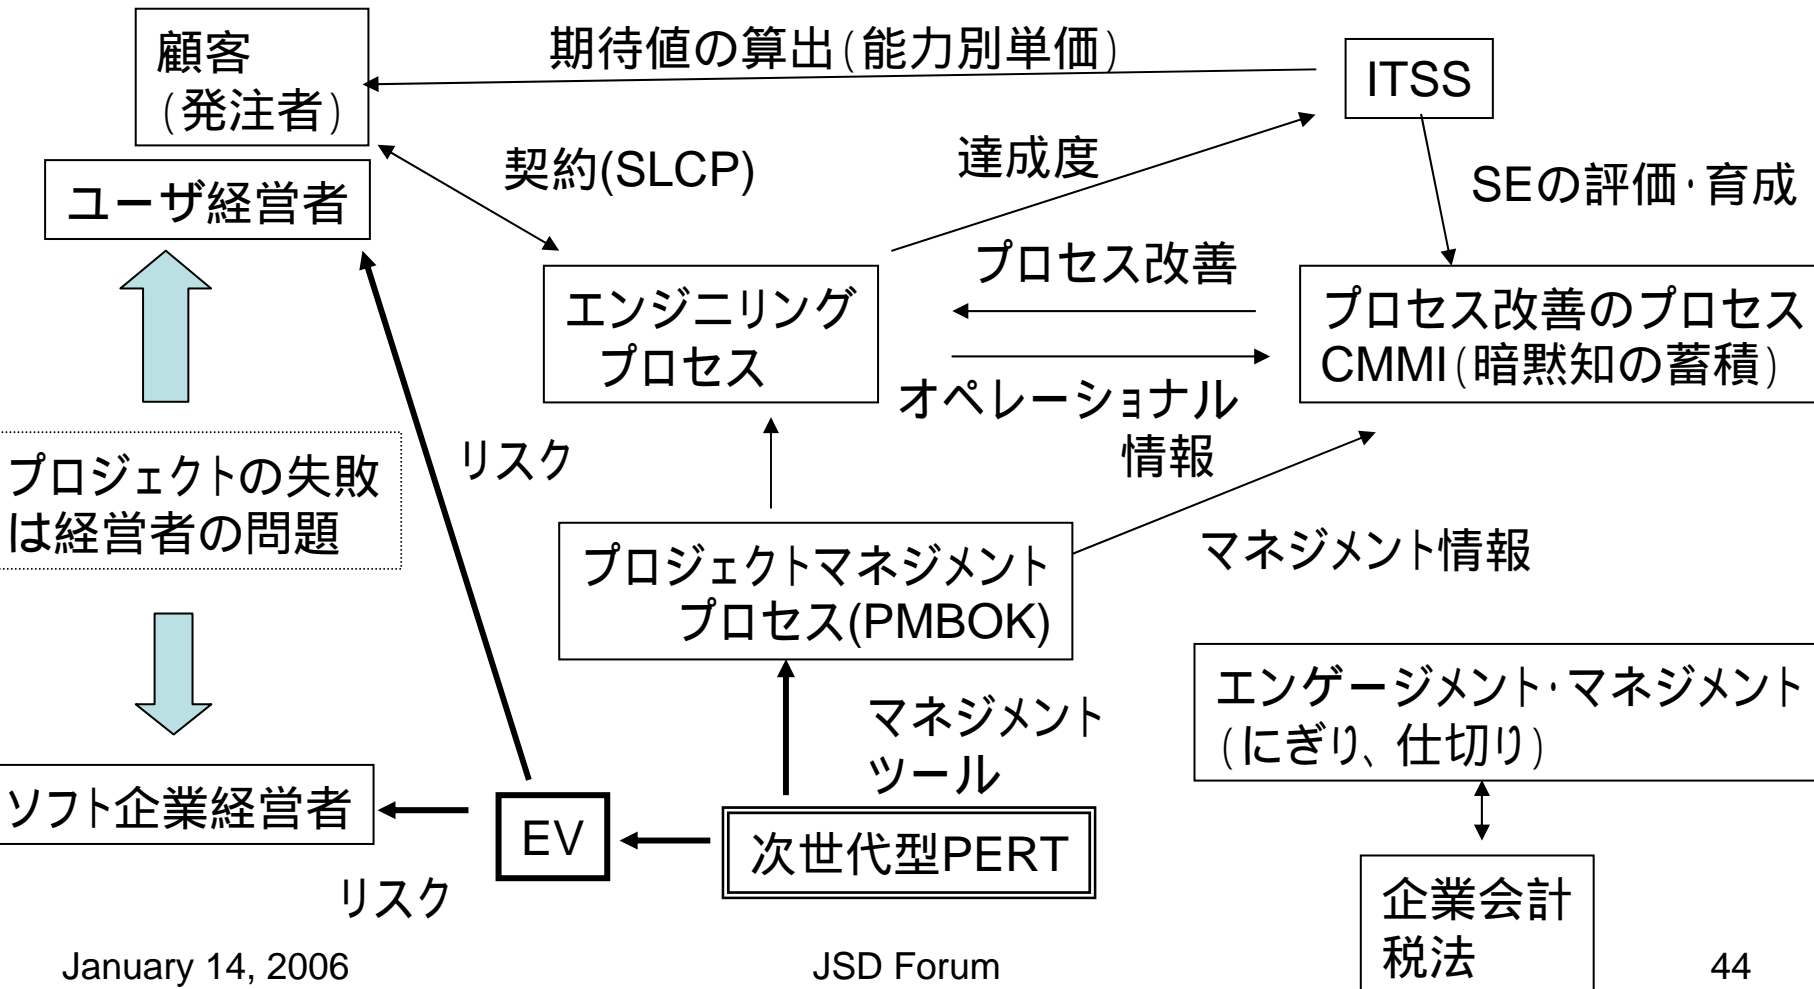 顧客
(発注者)
期待値の算出(能力別単価)
ITSS
ユーザ経営者
契約(SLCP)
達成度
SEの評価・育成
プロセス改善
エンジニリング
プロセス
プロセス改善のプロセス
CMMI(暗黙知の蓄積)
オペレーショナル
情報
リスク
プロジェクトの失敗
は経営者の問題
プロジェクトマネジメント
プロセス(PMBOK)
マネジメント情報
エンゲージメント・マネジメント
(にぎり、仕切り)
マネジメント
ツール
ソフト企業経営者
EV
次世代型PERT
リスク
企業会計
税法
January 14, 2006
JSD Forum
44